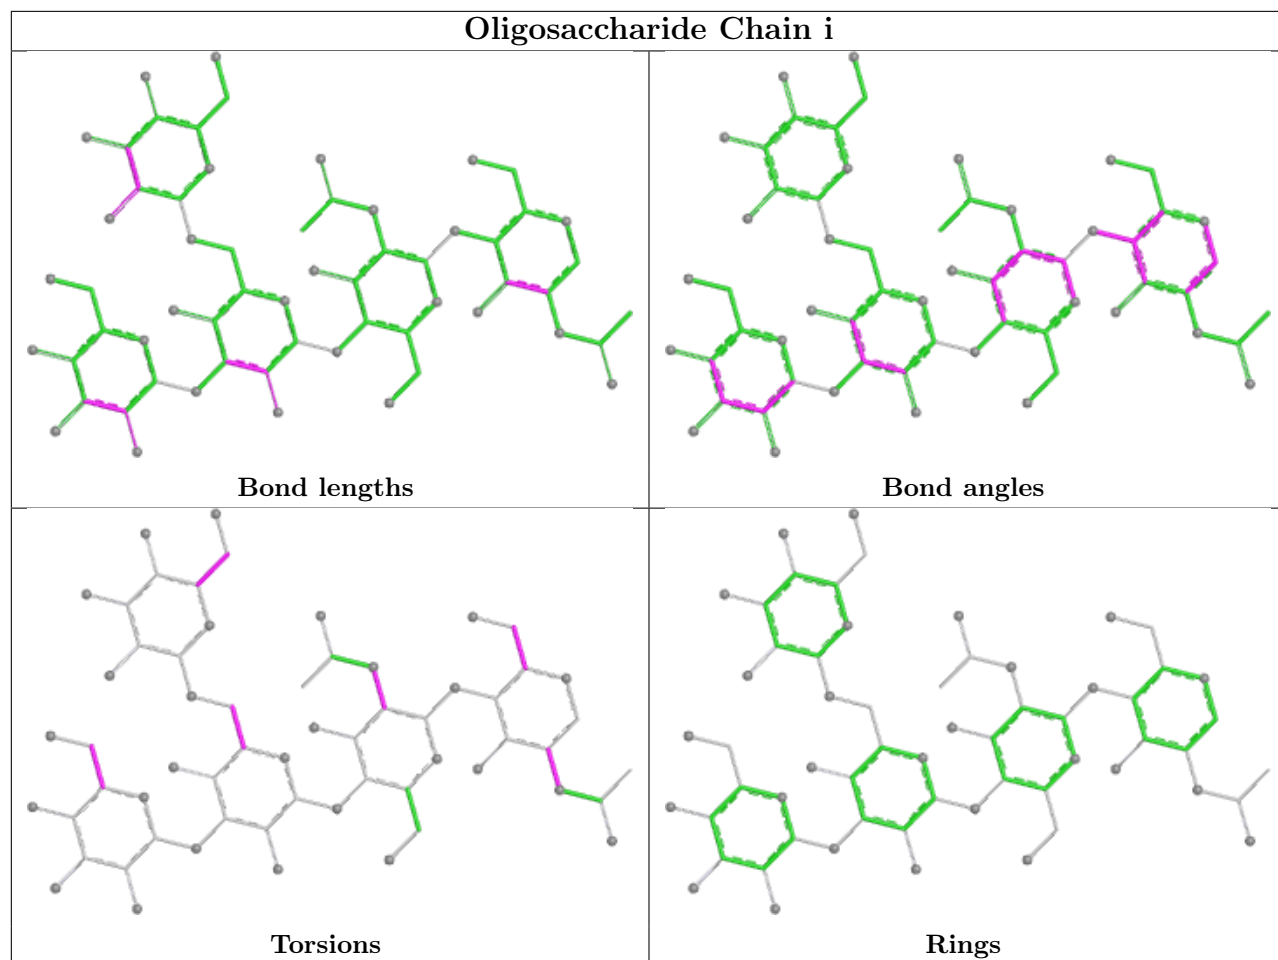 Oligosaccharide Chain i
Bond lengths
Bond angles
Torsions
Rings